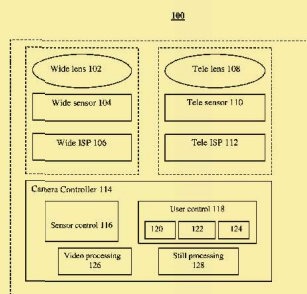 100
Wide lens 102
Tele lens 108
Wide sensor 104
Tele sensor 110
Wide ISP 106
Tele ISP 112
Camera Controller 114
User control 118
Sensor control 116
120 122 124
Video processing
126
Still processing
128